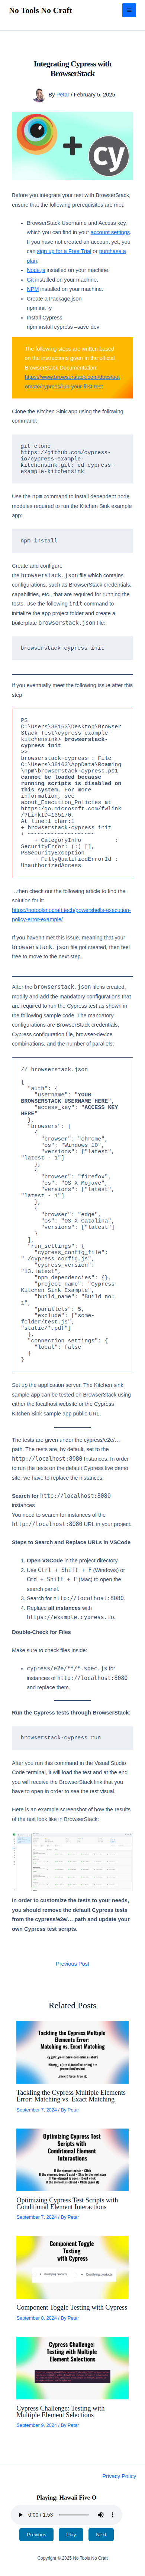 No Tools No Craft
Integrating Cypress with
BrowserStack
By Petar / February 5, 2025
Before you integrate your test with BrowserStack,
ensure that the following prerequisites are met:
BrowserStack Username and Access key,
which you can find in your account settings.
If you have not created an account yet, you
can sign up for a Free Trial or purchase a
plan.
Node.js installed on your machine.
Git installed on your machine.
NPM installed on your machine.
Create a Package json
npm init -y
Install Cypress
npm install cypress –save-dev
The following steps are written based
on the instructions given in the official
BrowserStack Documentation:
Clone the Kitchen Sink app using the following
command:
git clone
https://github.com/cypress-
io/cypress-example-
kitchensink.git; cd cypress-
example-kitchensink
Use the npm command to install dependent node
modules required to run the Cypress kitchen sink
example app:
npm install
Create and configure
the browserstack.json file which contains
configurations, such as BrowserStack credentials,
capabilities, etc., that are required for running
tests. Use the following init command to
initialize the app project folder and create a
boilerplate browserstack.json file:
browserstack-cypress init
If you eventually meet the following issue after this
step
PS
C:\Users\38163\Desktop\Browser
Stack Test\cypress-example-
kitchensink> browserstack-
cypress init
>>
browserstack-cypress : File
C:\Users\38163\AppData\Roaming
\npm\browserstack-cypress.ps1
cannot be loaded because
running scripts is disabled on
this system. For more
information, see
about_Execution_Policies at
https:/go.microsoft.com/fwlink
/?LinkID=135170.
At line:1 char:1
+ browserstack-cypress init
+ CategoryInfo :
SecurityError: (:) [],
PSSecurityException
+ FullyQualifiedErrorId :
UnauthorizedAccess
…then check out the following article to find the
solution for it:
https://notoolsnocraft.tech/powershells-execution-
policy-error-example/
If you haven't met this issue, meaning that your
browserstack.json file got created, then feel
free to move to the next step.
After the browserstack.json file is created,
modify and add the mandatory configurations that
are required to run the Cypress test as shown in
the following sample code. The mandatory
configurations are BrowserStack credentials,
Cypress configuration file, browser-device
combinations, and the number of parallels:
// browserstack.json
{
"auth": {
"username": "YOUR
BROWSERSTACK USERNAME HERE",
"access_key": "ACCESS KEY
HERE"
},
"browsers": [
{
"browser": "chrome",
"os": "Windows 10",
"versions": ["latest",
"latest - 1"]
},
{
"browser": "firefox",
"os": "OS X Mojave",
"versions": ["latest",
"latest - 1"]
},
{
"browser": "edge",
"os": "OS X Catalina",
"versions": ["latest"]
}
],
"run_settings": {
"cypress_config_file":
"./cypress.config.js",
"cypress_version":
"13.latest",
"npm_dependencies": {},
"project_name": "Cypress
Kitchen Sink Example",
"build_name": "Build no:
1",
"parallels": 5,
"exclude": ["some-
folder/test.js",
"static/*.pdf"]
},
"connection_settings": {
"local": false
}
}
Set up the application server. The Kitchen sink
sample app can be tested on BrowserStack using
either the localhost website or the Cypress
Kitchen Sink sample app public URL.
The tests are given under the cypress/e2e/…
path. The tests are, by default, set to the
http://localhost:8080 instances. In order
to run the tests on the default Cypress live demo
site, we have to replace the instances.
Search for http://localhost:8080
instances
You need to search for instances of the
http://localhost:8080 URL in your project.
Steps to Search and Replace URLs in VSCode
1. Open VSCode in the project directory.
2. Use Ctrl + Shift + F (Windows) or
Cmd + Shift + F (Mac) to open the
search panel.
3. Search for http://localhost:8080.
4. Replace all instances with
https://example.cypress.io.
Double-Check for Files
Make sure to check files inside:
cypress/e2e/**/*.spec.js for
instances of http://localhost:8080
and replace them.
Run the Cypress tests through BrowserStack:
browserstack-cypress run
After you run this command in the Visual Studio
Code terminal, it will load the test and at the end
you will receive the BrowserStack link that you
have to open in order to see the test visual.
Here is an example screenshot of how the results
of the test look like in BrowserStack:
In order to customize the tests to your needs,
you should remove the default Cypress tests
from the cypress/e2e/… path and update your
own Cypress test scripts.
Previous Post
Related Posts
Tackling the Cypress
Multiple Elements Error:
Matching vs. Exact Matching
Tackling the Cypress Multiple Elements
Error: Matching vs. Exact Matching
September 7, 2024 / By Petar
Optimizing Cypress Test
Scripts with
Conditional Element
Interactions
Optimizing Cypress Test Scripts with
Conditional Element Interactions
September 7, 2024 / By Petar
Component Toggle
Testing
with Cypress
Component Toggle Testing with Cypress
September 8, 2024 / By Petar
Cypress Challenge:
Testing with Multiple
Element Selections
Cypress Challenge: Testing with
Multiple Element Selections
September 9, 2024 / By Petar
Privacy Policy
Playing: Hawaii Five-O
0:00 / 1:53
Previous Play Next
Copyright © 2025 No Tools No Craft